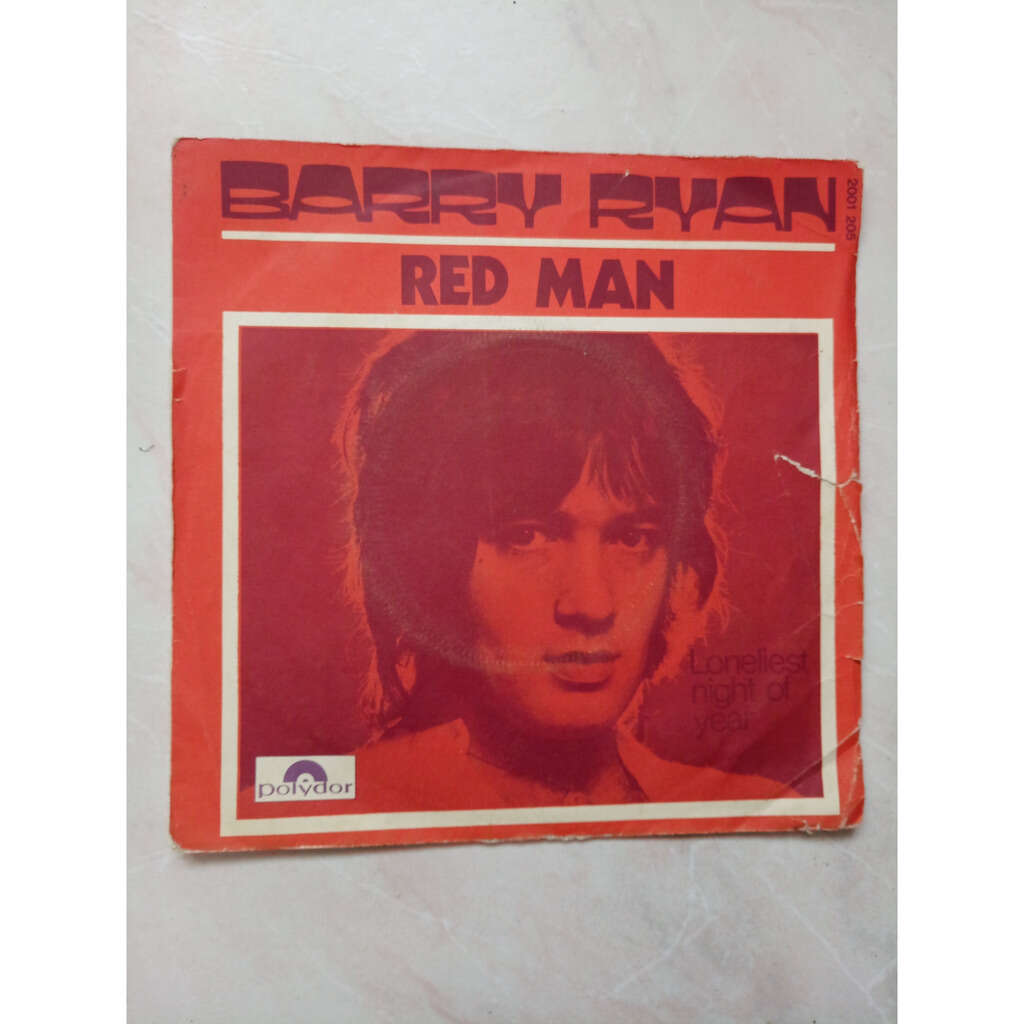 BARRY RYAN
2001 205
RED MAN
Loneliest
night of
year
polydor